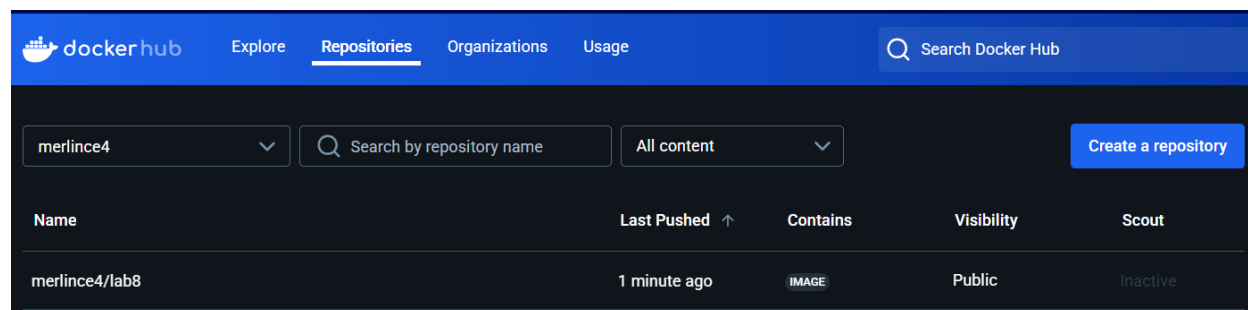 dockerhub Explore Repositories Organizations Usage Search Docker Hub
merlince4 Search by repository name All content Create a repository
Name Last Pushed ↑ Contains Visibility Scout
merlince4/lab8 1 minute ago IMAGE Public Inactive